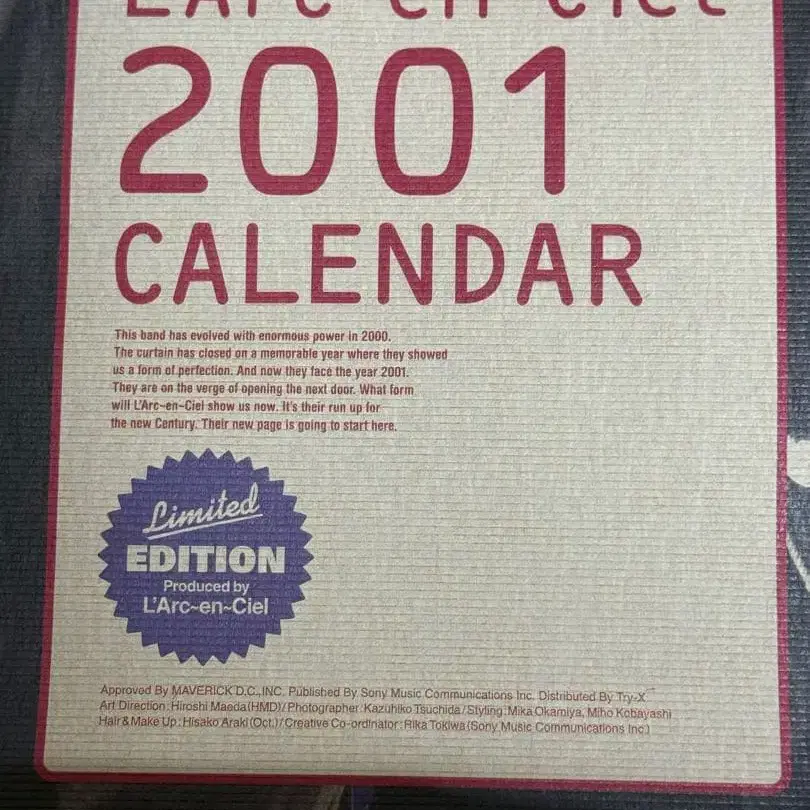 L'Arc~en~Ciel
2001
CALENDAR
This band has evolved with enormous power in 2000.
The curtain has closed on a memorable year where they showed
us a form of perfection. And now they face the year 2001.
They are on the verge of opening the next door. What form
will L'Arc~en~Ciel show us now. It's their run up for
the new Century. Their new page is going to start here.
Limited
EDITION
Produced by
L'Arc~en~Ciel
Approved By MAVERICK D.C., INC. Published By Sony Music Communications Inc. Distributed By Try-X
Art Direction : Hiroshi Maeda (HMD) / Photographer : Kazuhiko Tsuchida / Styling : Mika Okamiya, Miho Kobayashi
Hair & Make Up : Hisako Araki (Oct.) / Creative Co-ordinator : Rika Tokiwa (Sony Music Communications Inc.)